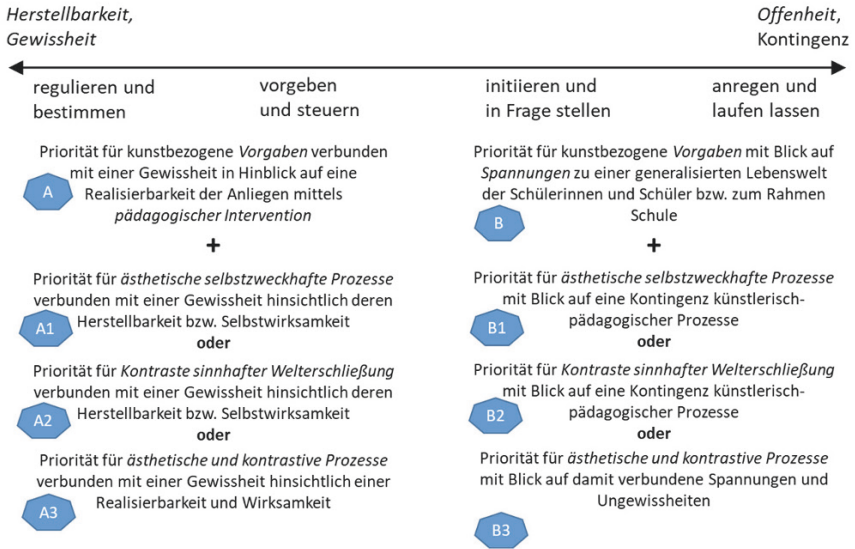 Herstellbarkeit,
Gewissheit
Offenheit,
Kontingenz
regulieren und
bestimmen
vorgeben
und steuern
initiieren und
in Frage stellen
anregen und
laufen lassen
Priorität für kunstbezogene Vorgaben verbunden
mit einer Gewissheit in Hinblick auf eine
Realisierbarkeit der Anliegen mittels
pädagogischer Intervention
A
+
Priorität für ästhetische selbstzweckhafte Prozesse
verbunden mit einer Gewissheit hinsichtlich deren
Herstellbarkeit bzw. Selbstwirksamkeit
A1
oder
Priorität für Kontraste sinnhafter Welterschließung
verbunden mit einer Gewissheit hinsichtlich deren
Herstellbarkeit bzw. Selbstwirksamkeit
A2
oder
Priorität für ästhetische und kontrastive Prozesse
verbunden mit einer Gewissheit hinsichtlich einer
Realisierbarkeit und Wirksamkeit
A3
Priorität für kunstbezogene Vorgaben mit Blick auf
Spannungen zu einer generalisierten Lebenswelt
der Schülerinnen und Schüler bzw. zum Rahmen
Schule
B
+
Priorität für ästhetische selbstzweckhafte Prozesse
mit Blick auf eine Kontingenz künstlerisch-
pädagogischer Prozesse
B1
oder
Priorität für Kontraste sinnhafter Welterschließung
mit Blick auf eine Kontingenz künstlerisch-
pädagogischer Prozesse
B2
oder
Priorität für ästhetische und kontrastive Prozesse
mit Blick auf damit verbundene Spannungen und
Ungewissheiten
B3